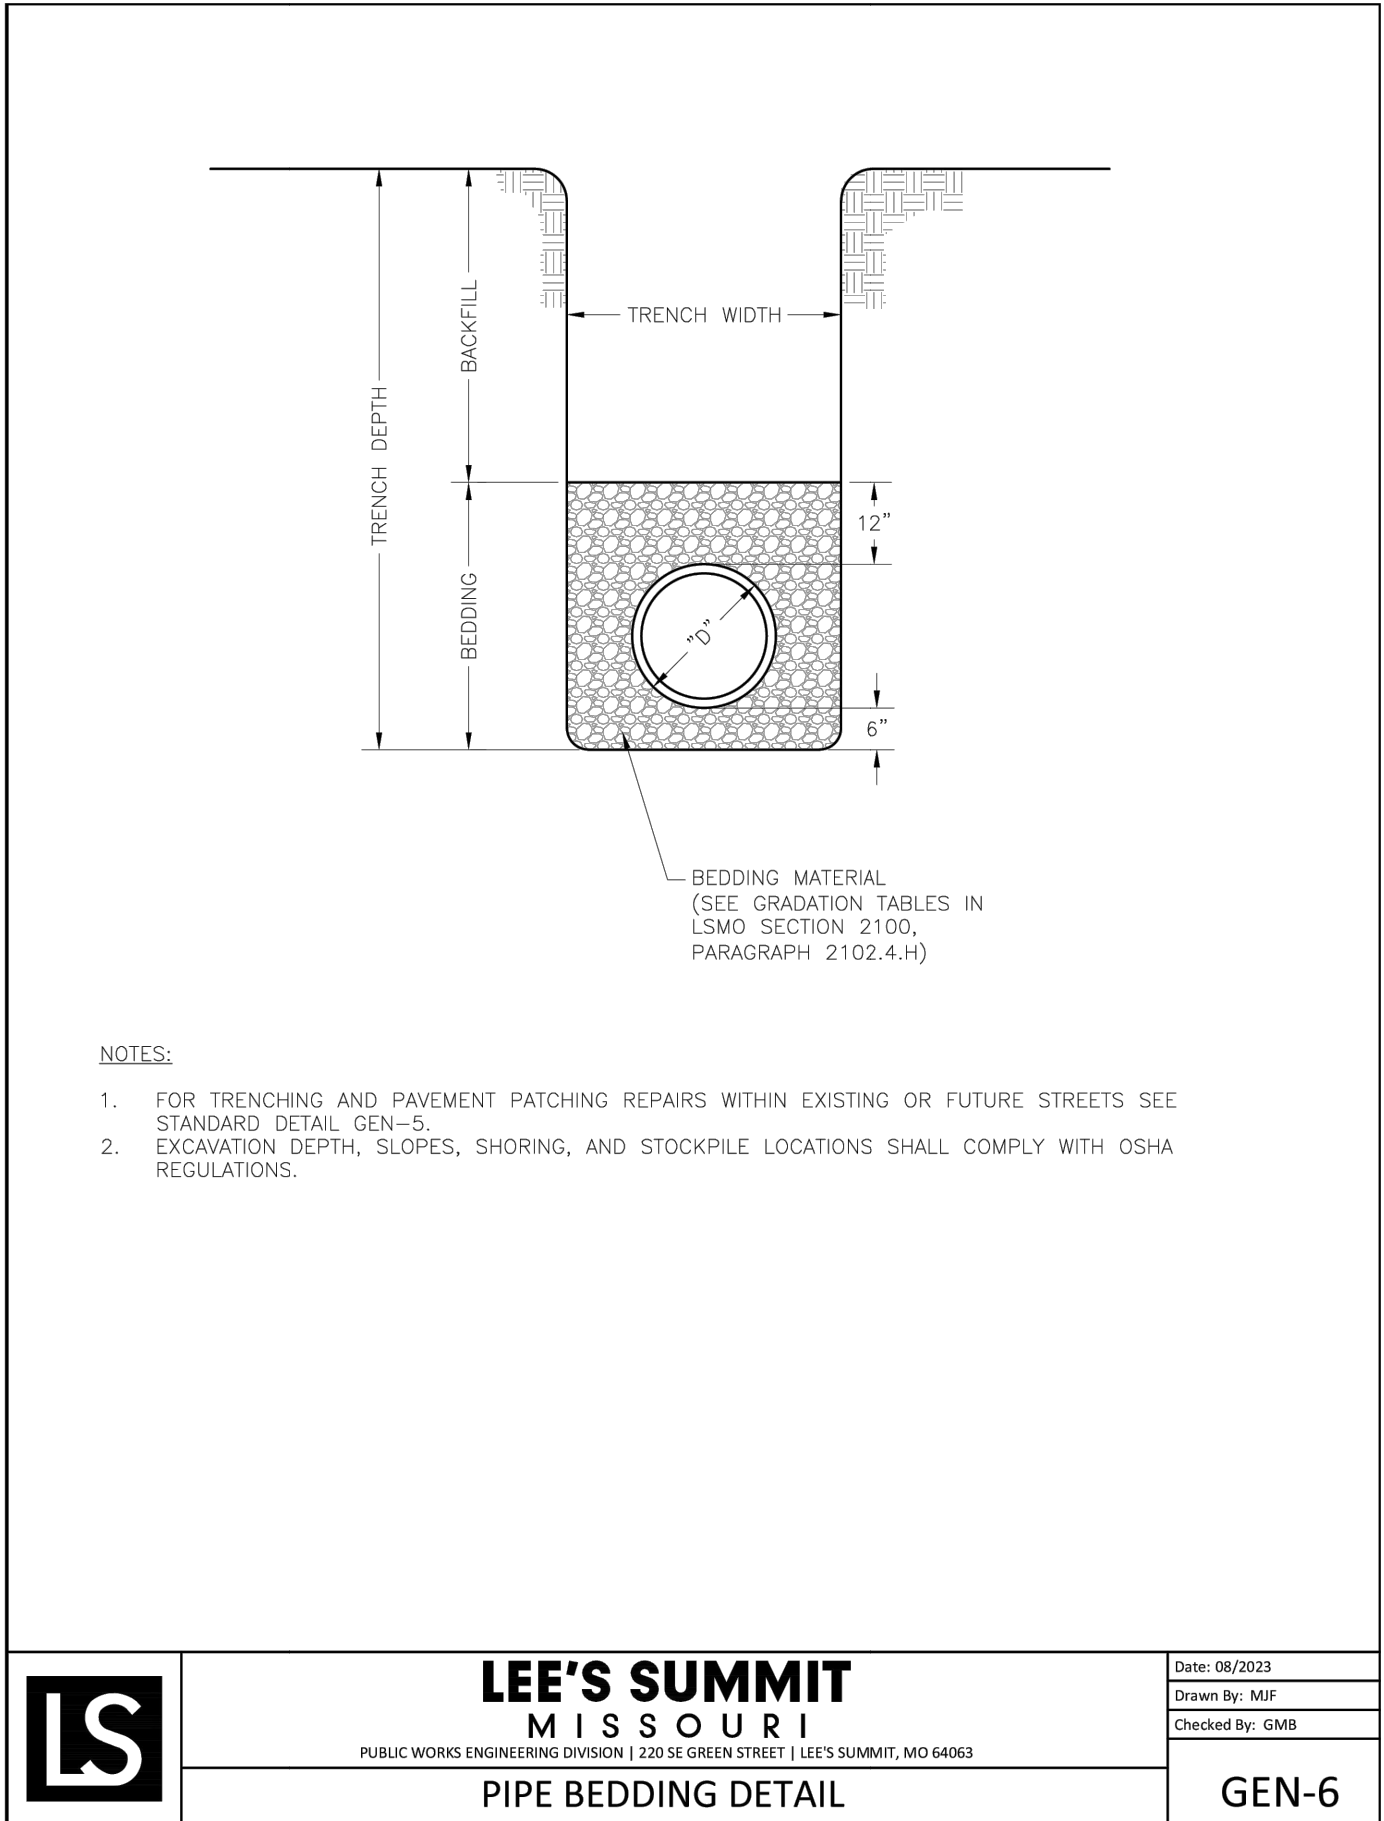 TRENCH DEPTH
BACKFILL
BEDDING
TRENCH WIDTH
12”
”D”
6”
BEDDING MATERIAL
(SEE GRADATION TABLES IN
LSMO SECTION 2100,
PARAGRAPH 2102.4.H)
NOTES:
1. FOR TRENCHING AND PAVEMENT PATCHING REPAIRS WITHIN EXISTING OR FUTURE STREETS SEE
STANDARD DETAIL GEN–5.
2. EXCAVATION DEPTH, SLOPES, SHORING, AND STOCKPILE LOCATIONS SHALL COMPLY WITH OSHA
REGULATIONS.
LS
LEE'S SUMMIT
MISSOURI
PUBLIC WORKS ENGINEERING DIVISION | 220 SE GREEN STREET | LEE'S SUMMIT, MO 64063
PIPE BEDDING DETAIL
Date: 08/2023
Drawn By: MJF
Checked By: GMB
GEN-6